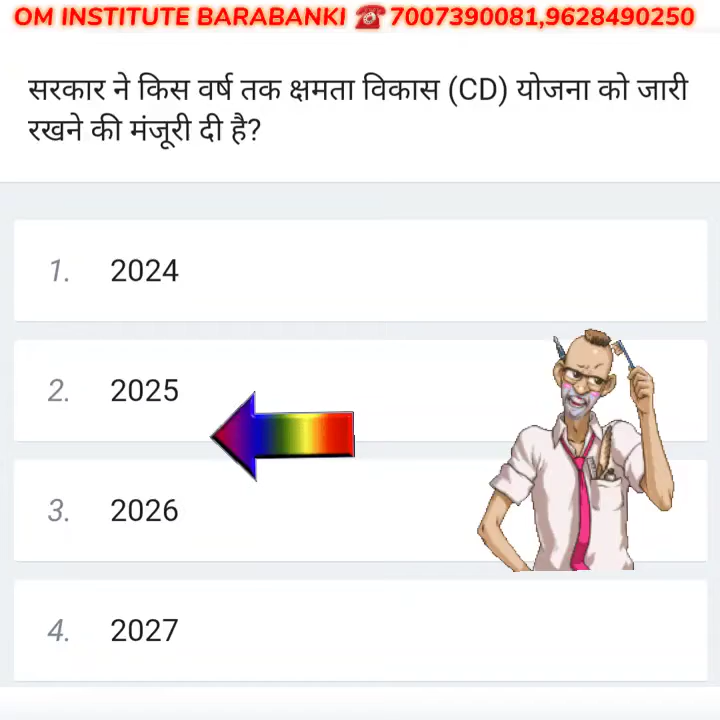 OM INSTITUTE BARABANKI ☎ 7007390081,9628490250
सरकार ने किस वर्ष तक क्षमता विकास (CD) योजना को जारी
रखने की मंजूरी दी है?
1. 2024
2. 2025
3. 2026
4. 2027